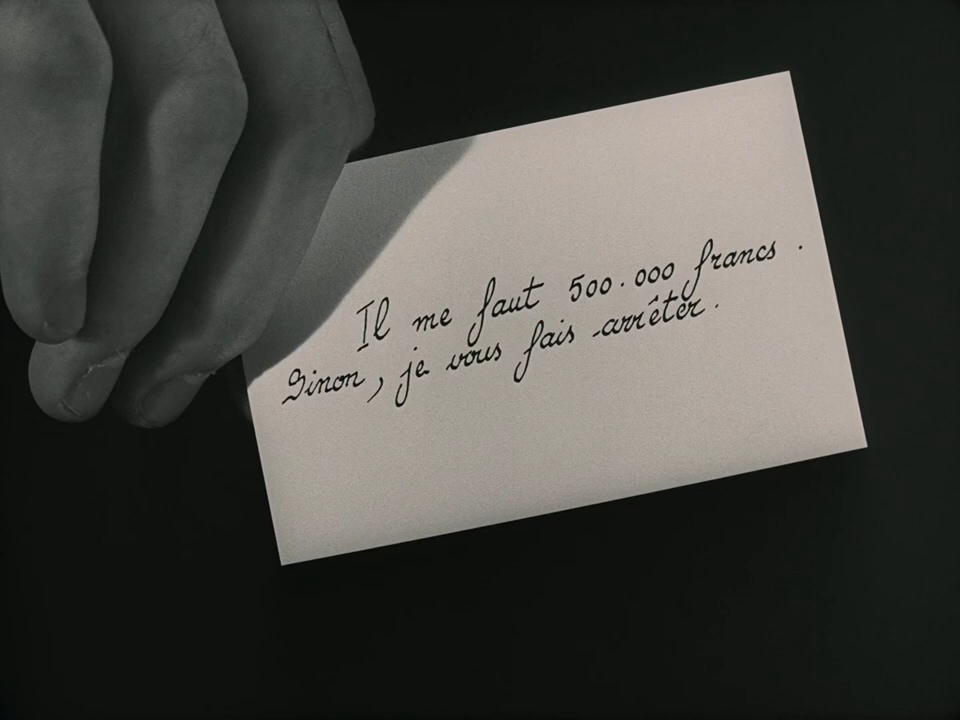 Il me faut 500.000 francs.
Sinon, je vous fais arrêter.